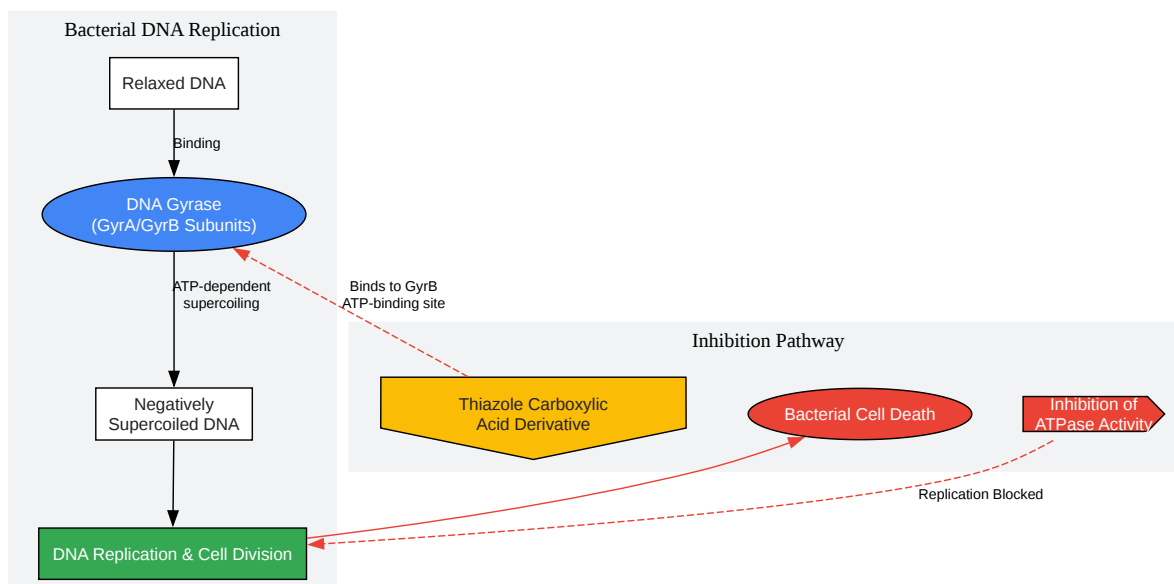 Bacterial DNA Replication
Relaxed DNA
Binding
DNA Gyrase
(GyrA/GyrB Subunits)
ATP-dependent
supercoiling
Binds to GyrB
ATP-binding site
Inhibition Pathway
Negatively
Supercoiled DNA
Thiazole Carboxylic
Acid Derivative
Bacterial Cell Death
Inhibition of
ATPase Activity
Replication Blocked
DNA Replication & Cell Division